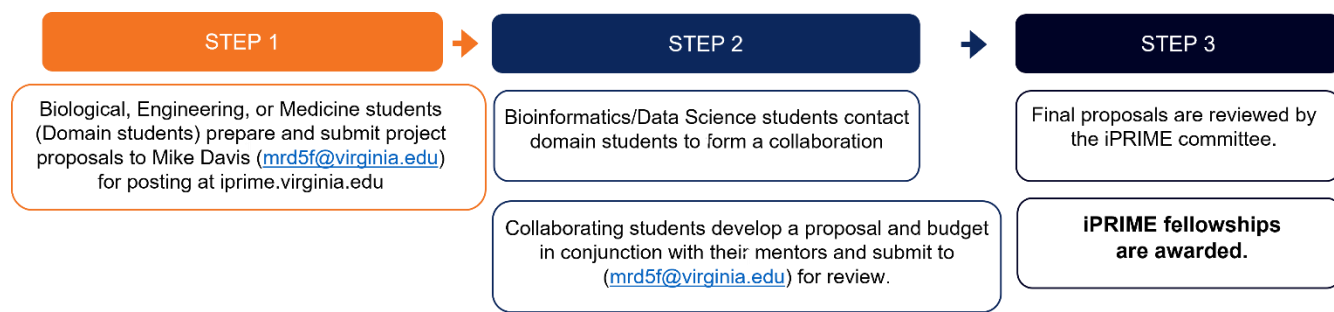 STEP 1
Biological, Engineering, or Medicine students
(Domain students) prepare and submit project
proposals to Mike Davis (mrd5f@virginia.edu)
for posting at iprime.virginia.edu
STEP 2
Bioinformatics/Data Science students contact
domain students to form a collaboration
Collaborating students develop a proposal and budget
in conjunction with their mentors and submit to
(mrd5f@virginia.edu) for review.
STEP 3
Final proposals are reviewed by
the iPRIME committee.
iPRIME fellowships
are awarded.